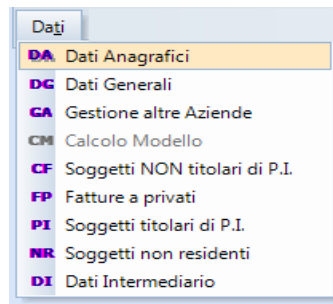 Dati
DA Dati Anagrafici
DG Dati Generali
GA Gestione altre Aziende
CM Calcolo Modello
CF Soggetti NON titolari di P.I.
FP Fatture a privati
PI Soggetti titolari di P.I.
NR Soggetti non residenti
DI Dati Intermediario